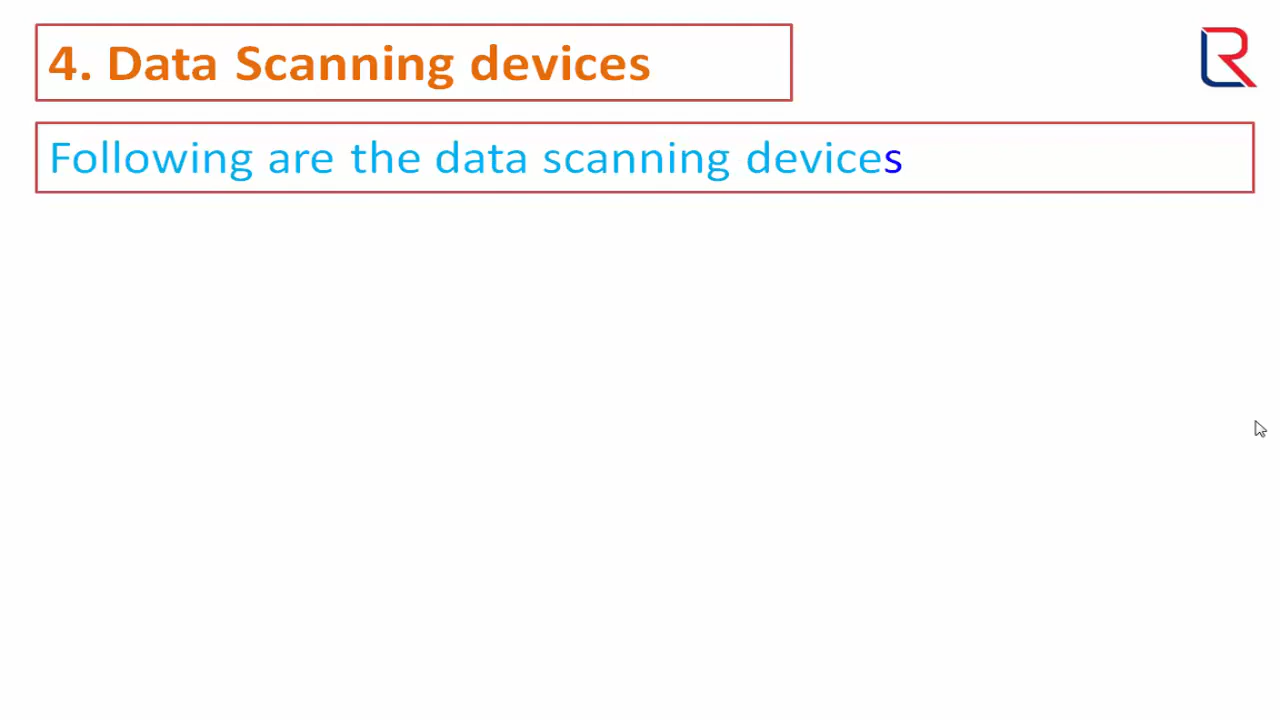 4. Data Scanning devices
Following are the data scanning devices